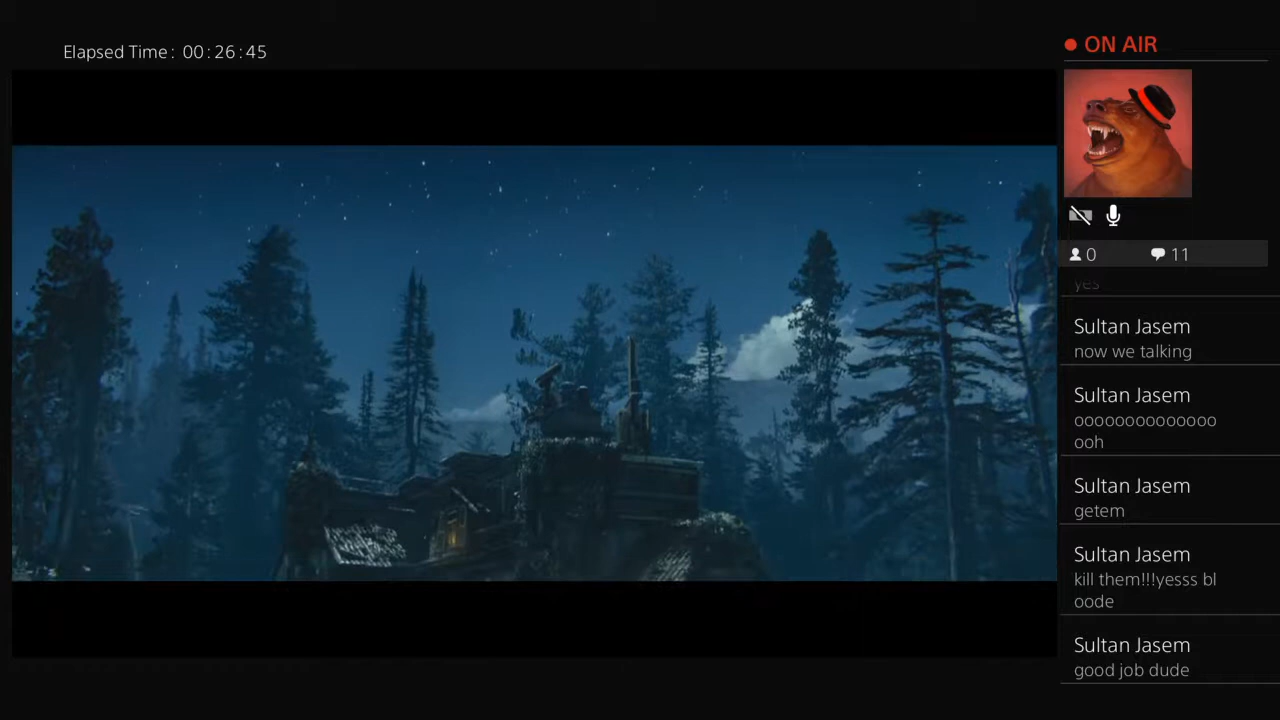 Elapsed Time: 00:26:45
ON AIR
0
11
yes
Sultan Jasem
now we talking
Sultan Jasem
oooooooooooooo
ooh
Sultan Jasem
getem
Sultan Jasem
kill them!!!yesss bl
oode
Sultan Jasem
good job dude